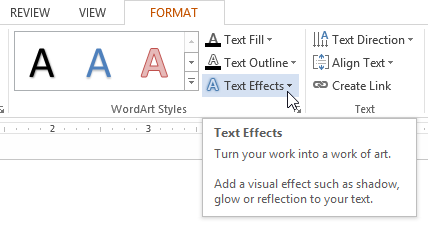 REVIEW VIEW FORMAT
A A A
Text Fill
Text Outline
A Text Effects
Text Direction
Align Text
Create Link
WordArt Styles
Text
2 3
Text Effects
Turn your work into a work of art.
Add a visual effect such as shadow,
glow or reflection to your text.